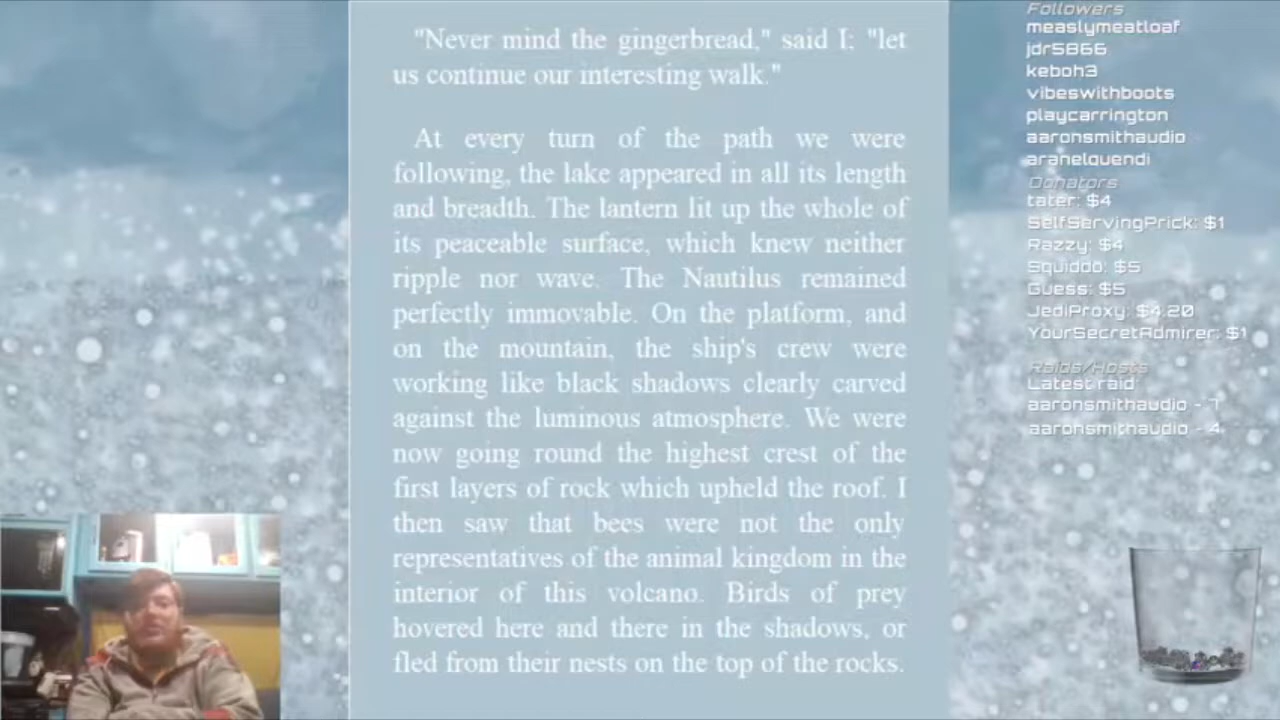 "Never mind the gingerbread," said I; "let
us continue our interesting walk."
At every turn of the path we were
following, the lake appeared in all its length
and breadth. The lantern lit up the whole of
its peaceable surface, which knew neither
ripple nor wave. The Nautilus remained
perfectly immovable. On the platform, and
on the mountain, the ship's crew were
working like black shadows clearly carved
against the luminous atmosphere. We were
now going round the highest crest of the
first layers of rock which upheld the roof. I
then saw that bees were not the only
representatives of the animal kingdom in the
interior of this volcano. Birds of prey
hovered here and there in the shadows, or
fled from their nests on the top of the rocks.
Followers
measlymeatloaf
jdr5866
keboh3
vibeswithboots
playcarrington
aaronsmithaudio
aranelquendi
Donators
tater: $4
SelfServingPrick: $1
Razzy: $4
Squiddo: $5
Guess: $5
JediProxy: $4.20
YourSecretAdmirer: $1
Raids/Hosts
Latest raid
aaronsmithaudio - 7
aaronsmithaudio - 4